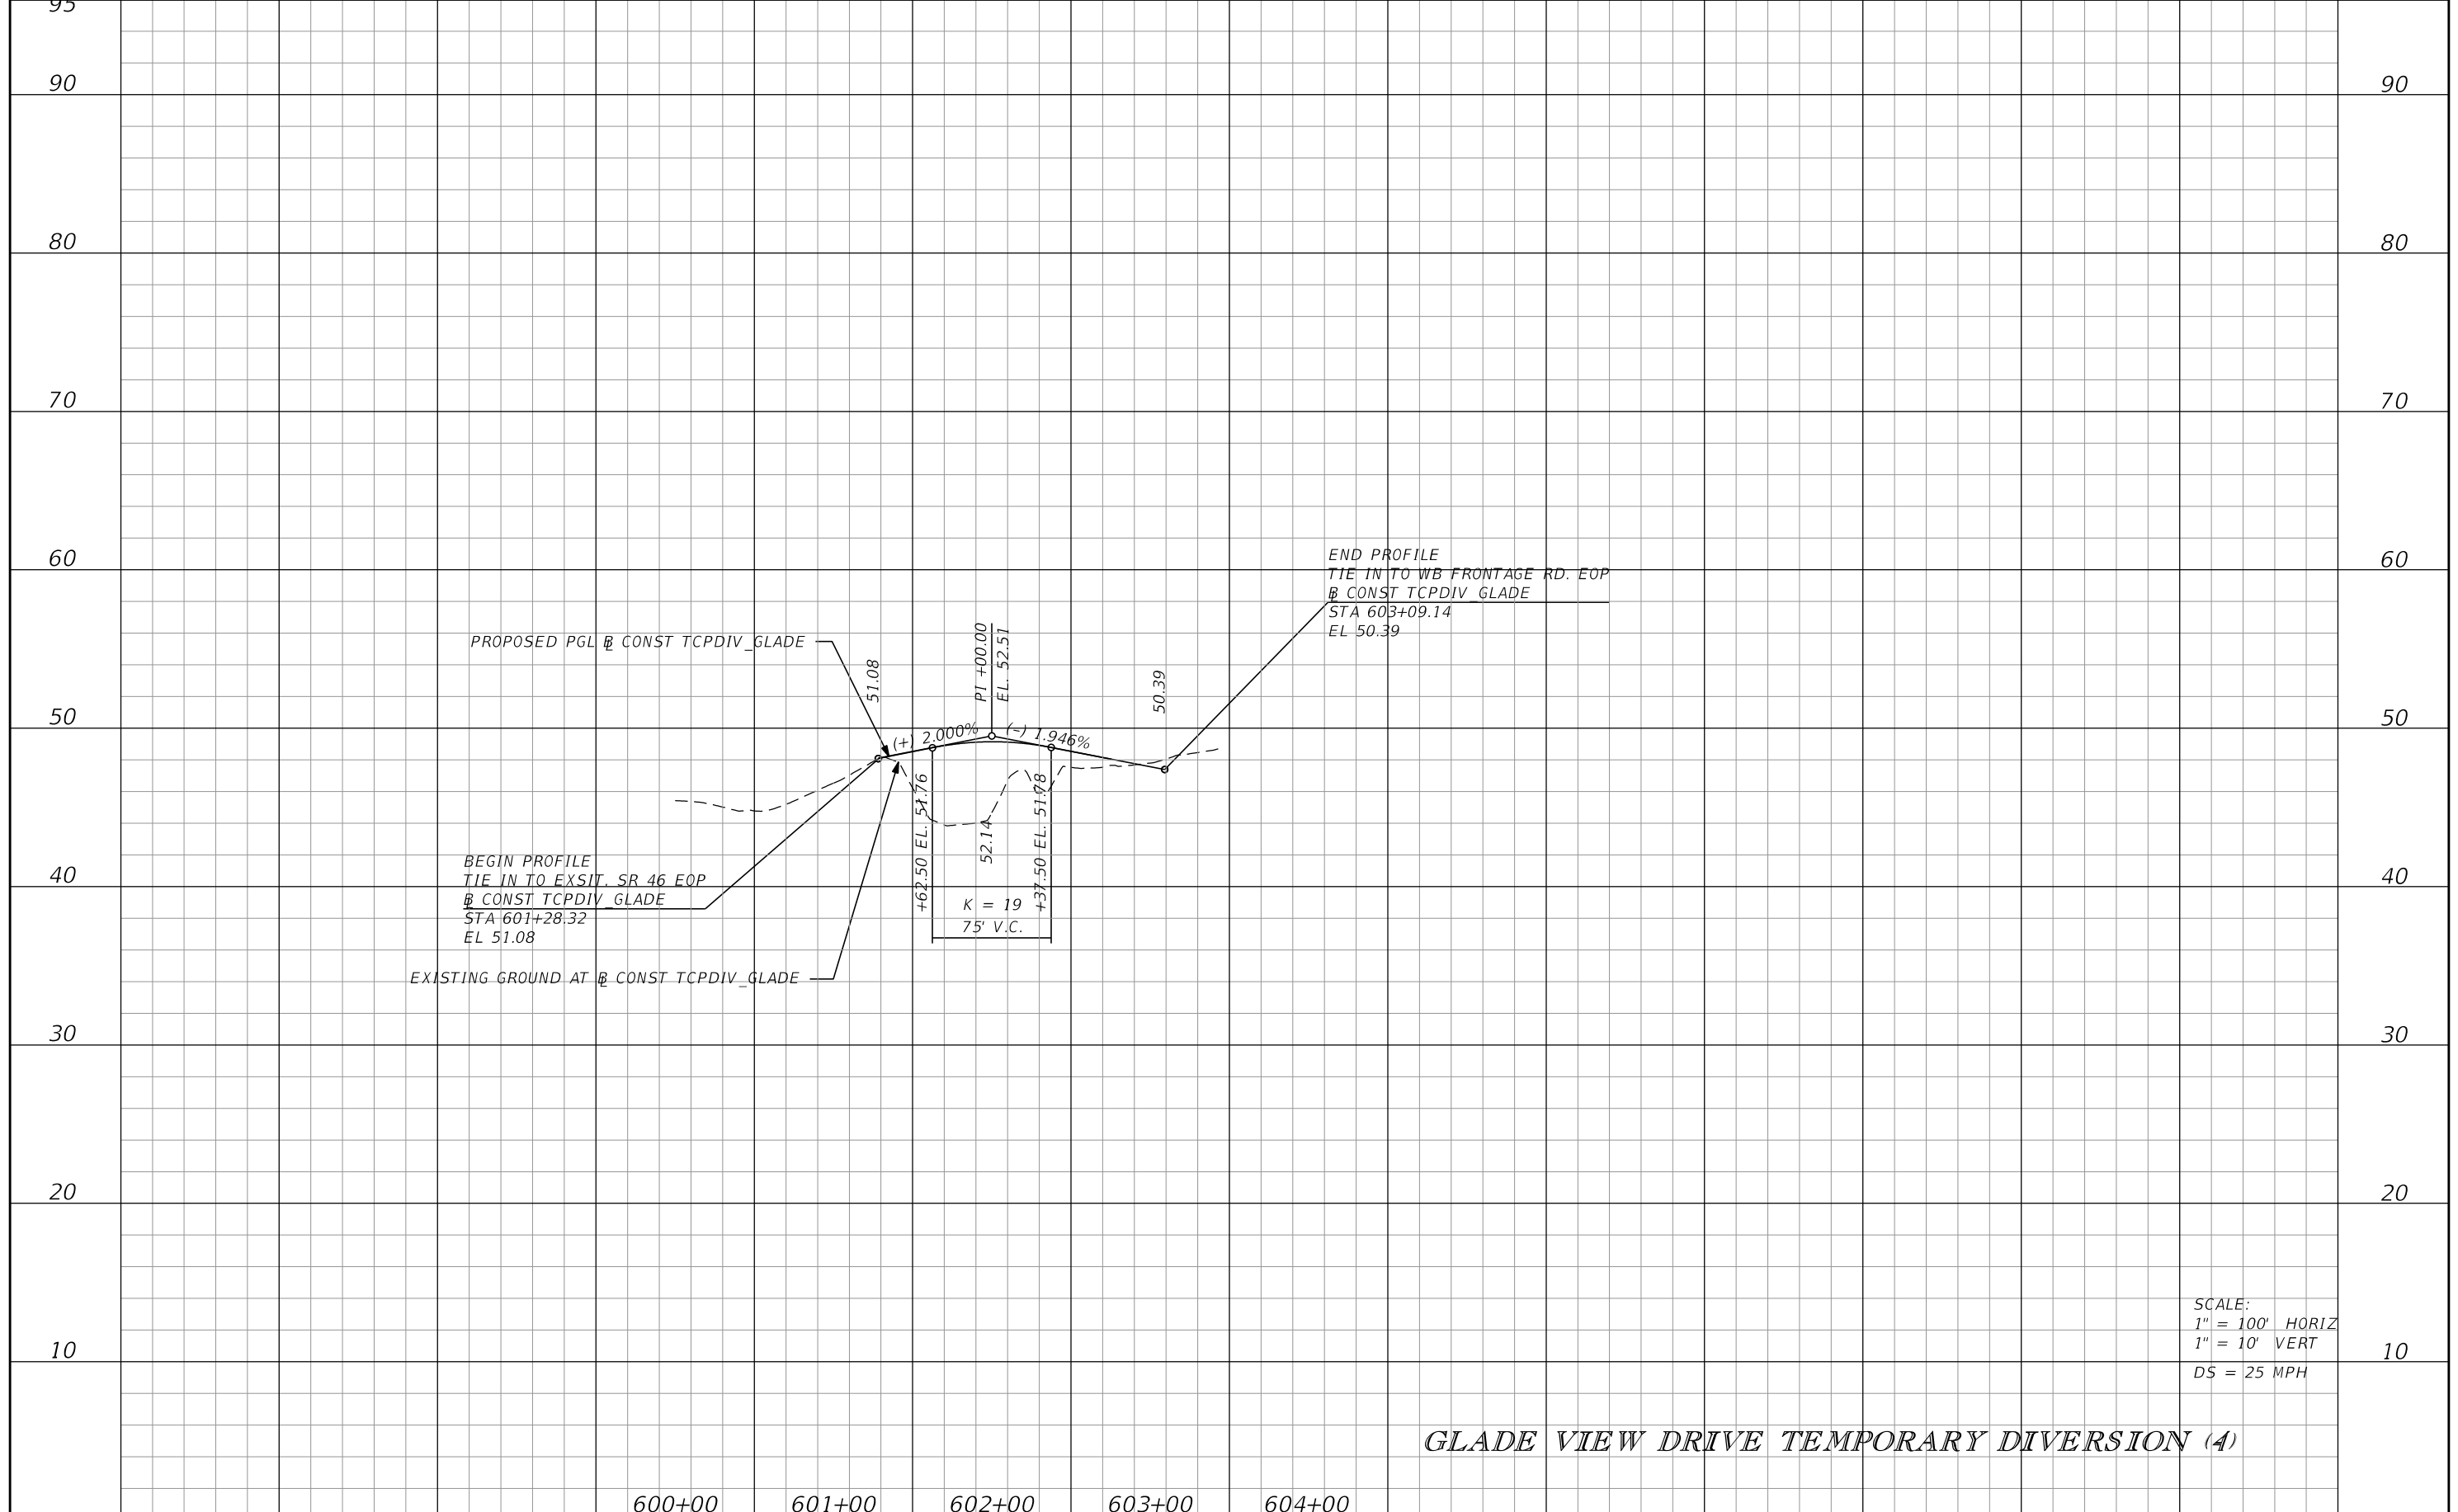 95
90 90
80 80
70 70
60 60
END PROFILE
TIE IN TO WB FRONTAGE RD. EOP
℄ CONST TCPDIV_GLADE
STA 603+09.14
EL 50.39
PROPOSED PGL ℄ CONST TCPDIV_GLADE
51.08
PI +00.00
EL. 52.51
50.39
50 50
(+) 2.000%
(-) 1.946%
+62.50 EL. 51.76
52.14
+37.50 EL. 51.78
BEGIN PROFILE
TIE IN TO EXSIT. SR 46 EOP
℄ CONST TCPDIV_GLADE
STA 601+28.32
EL 51.08
40 40
K = 19
75' V.C.
EXISTING GROUND AT ℄ CONST TCPDIV_GLADE
30 30
20 20
SCALE:
1" = 100' HORIZ
1" = 10' VERT
10 10
DS = 25 MPH
GLADE VIEW DRIVE TEMPORARY DIVERSION (4)
600+00 601+00 602+00 603+00 604+00